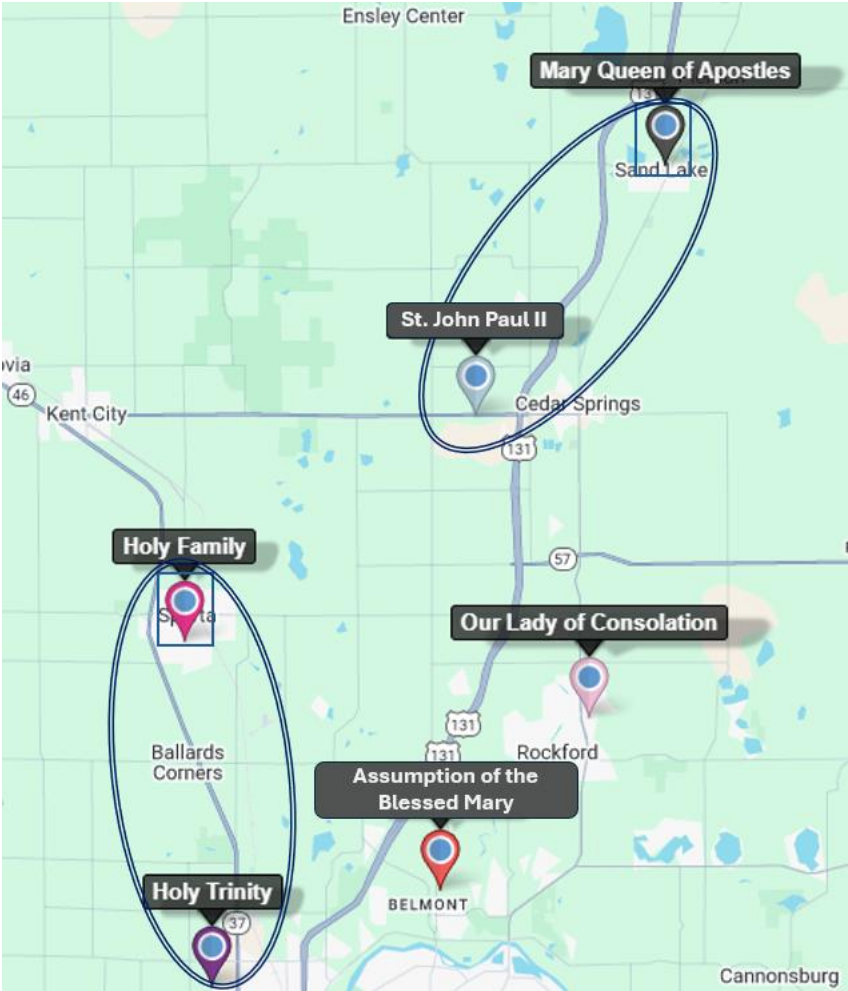 Ensley Center
Mary Queen of Apostles
13
Sand Lake
St. John Paul II
ovia
46
Kent City
Cedar Springs
131
Holy Family
57
Sparta
Our Lady of Consolation
131
Rockford
131
Ballards
Corners
Assumption of the
Blessed Mary
Holy Trinity
BELMONT
37
Cannonsburg